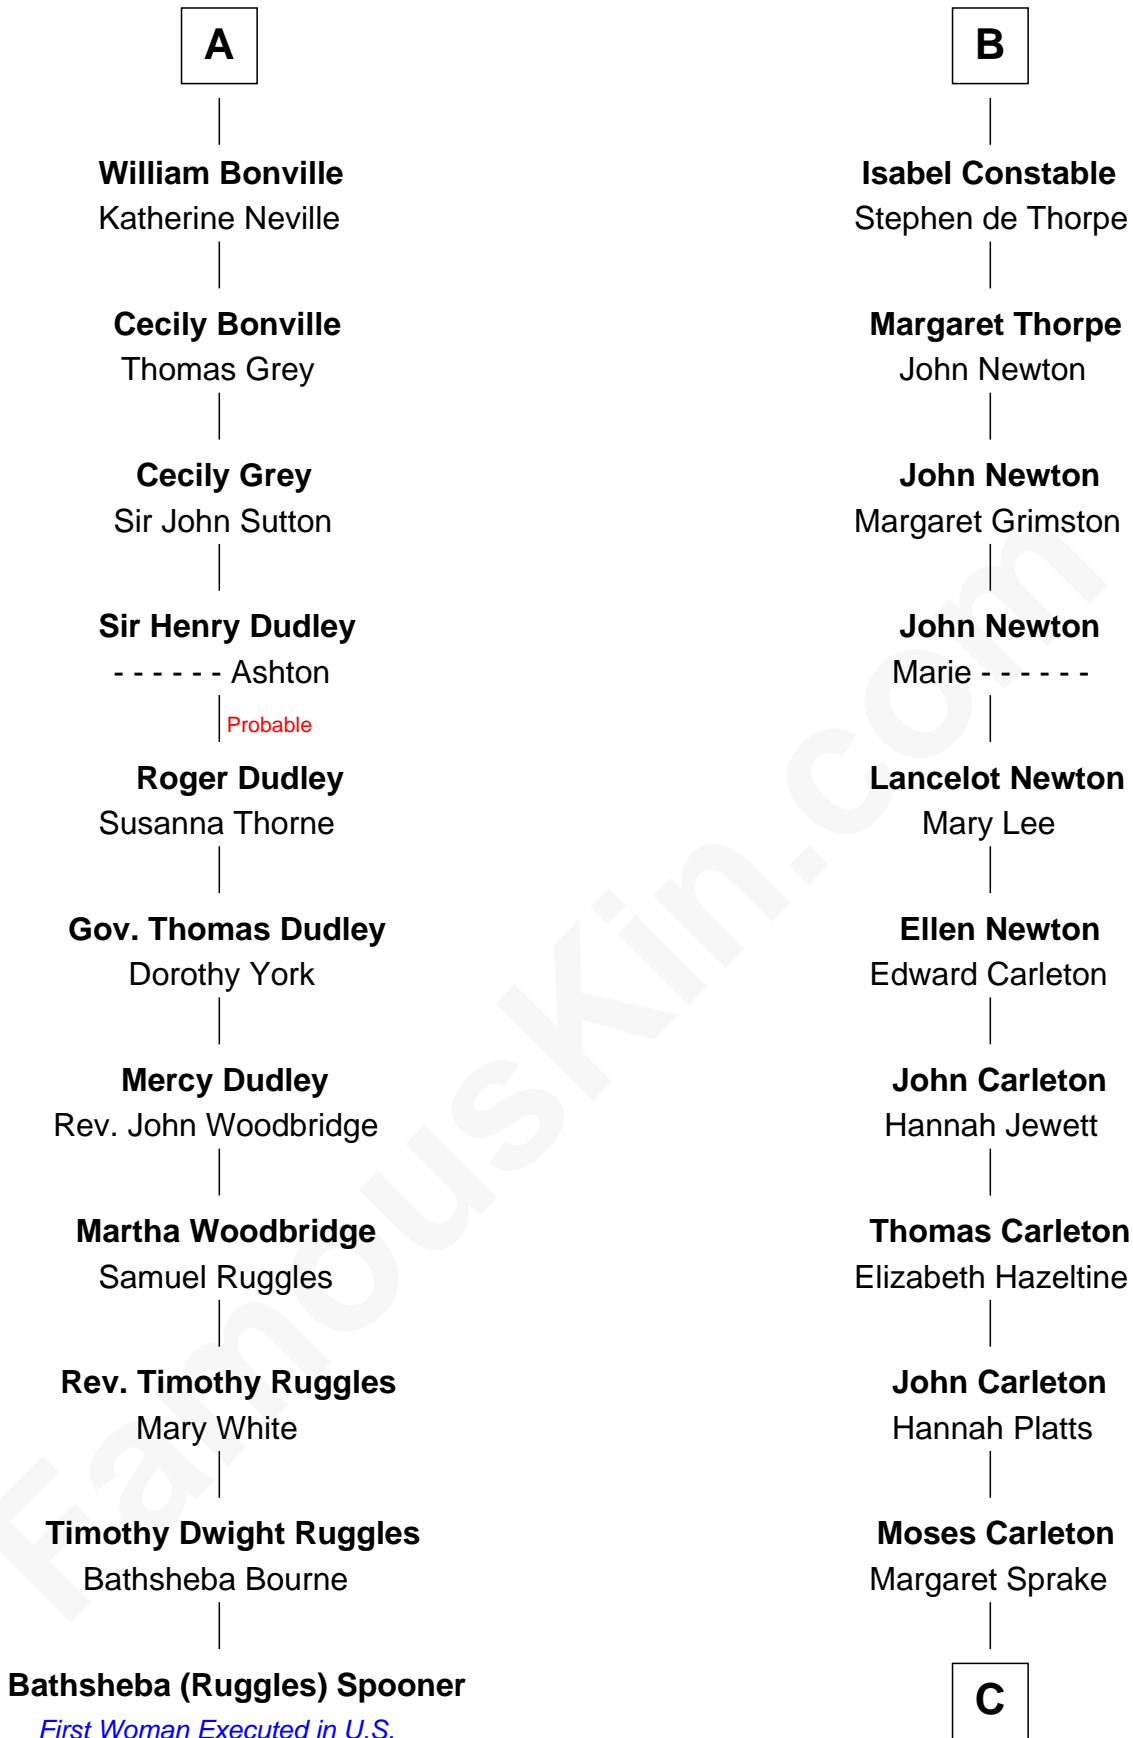 A
William Bonville
Katherine Neville
Cecily Bonville
Thomas Grey
Cecily Grey
Sir John Sutton
Sir Henry Dudley
- - - - - - Ashton
Probable
Roger Dudley
Susanna Thorne
Gov. Thomas Dudley
Dorothy York
Mercy Dudley
Rev. John Woodbridge
Martha Woodbridge
Samuel Ruggles
Rev. Timothy Ruggles
Mary White
Timothy Dwight Ruggles
Bathsheba Bourne
Bathsheba (Ruggles) Spooner
First Woman Executed in U.S.
B
Isabel Constable
Stephen de Thorpe
Margaret Thorpe
John Newton
John Newton
Margaret Grimston
John Newton
Marie - - - - - -
Lancelot Newton
Mary Lee
Ellen Newton
Edward Carleton
John Carleton
Hannah Jewett
Thomas Carleton
Elizabeth Hazeltine
John Carleton
Hannah Platts
Moses Carleton
Margaret Sprake
C
FamousKin.com